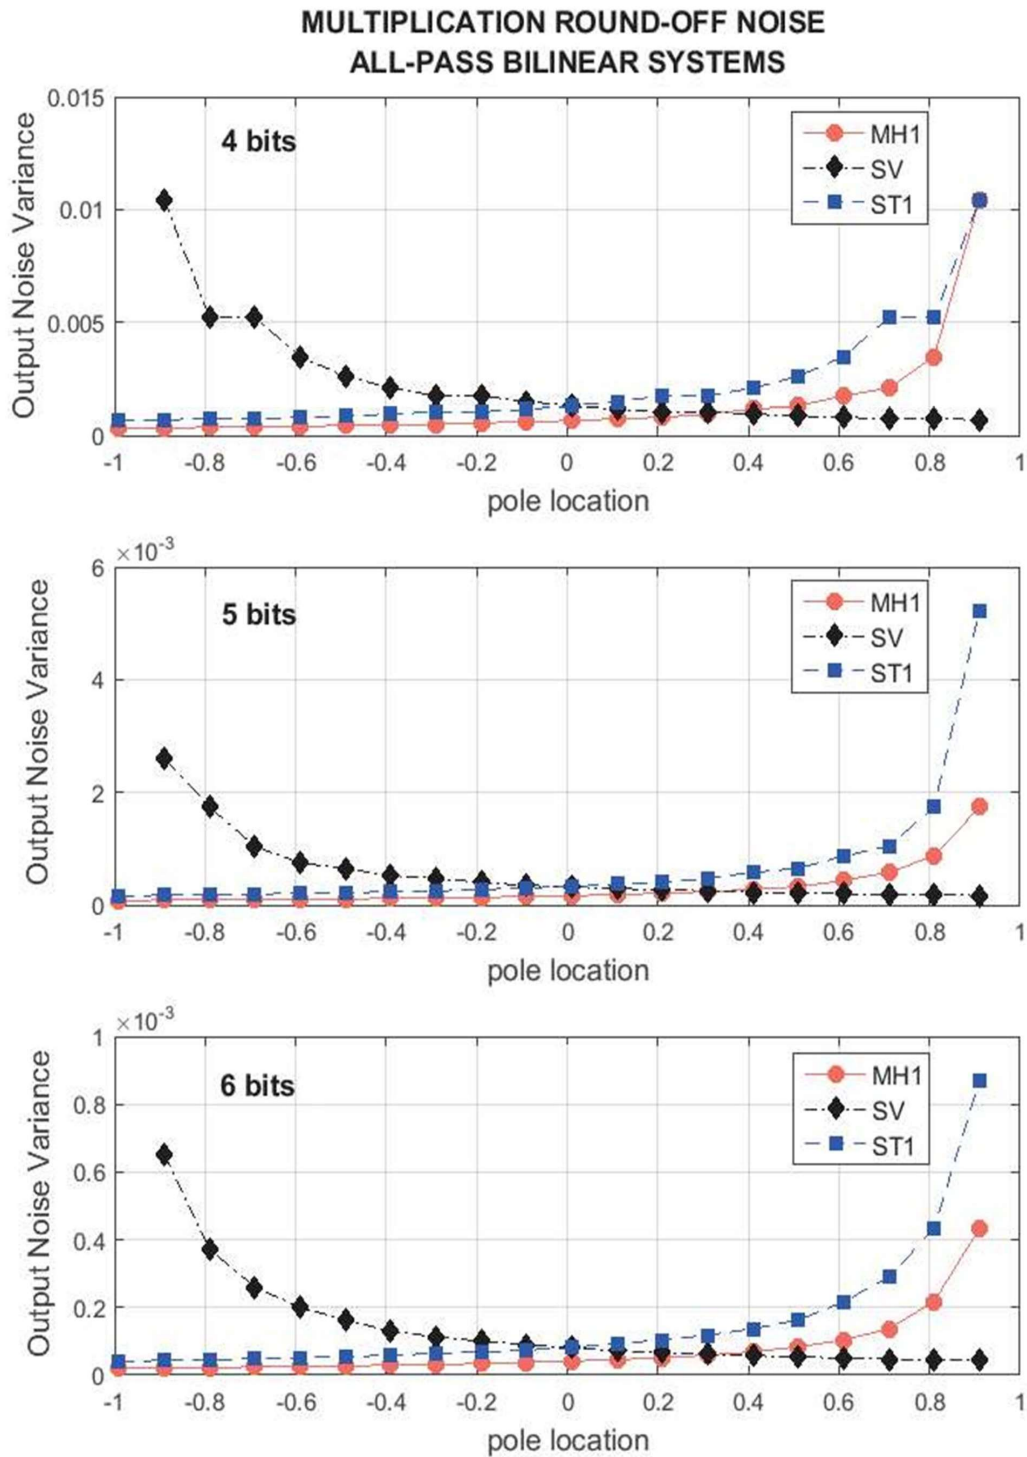 MULTIPLICATION ROUND-OFF NOISE
ALL-PASS BILINEAR SYSTEMS
0.015
0.01
0.005
0
Output Noise Variance
4 bits
MH1
SV
ST1
-1 -0.8 -0.6 -0.4 -0.2 0 0.2 0.4 0.6 0.8 1
pole location
×10-3
6
4
2
0
Output Noise Variance
5 bits
MH1
SV
ST1
-1 -0.8 -0.6 -0.4 -0.2 0 0.2 0.4 0.6 0.8 1
pole location
×10-3
1
0.8
0.6
0.4
0.2
0
Output Noise Variance
6 bits
MH1
SV
ST1
-1 -0.8 -0.6 -0.4 -0.2 0 0.2 0.4 0.6 0.8 1
pole location